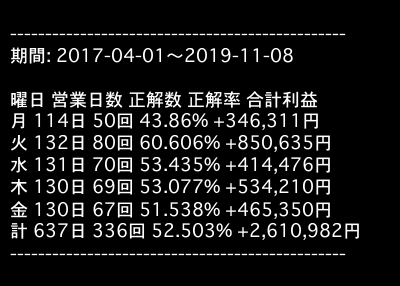 ------------------------------------------------
期間: 2017-04-01〜2019-11-08
曜日 営業日数 正解数 正解率 合計利益
月 114日 50回 43.86% +346,311円
火 132日 80回 60.606% +850,635円
水 131日 70回 53.435% +414,476円
木 130日 69回 53.077% +534,210円
金 130日 67回 51.538% +465,350円
計 637日 336回 52.503% +2,610,982円
------------------------------------------------